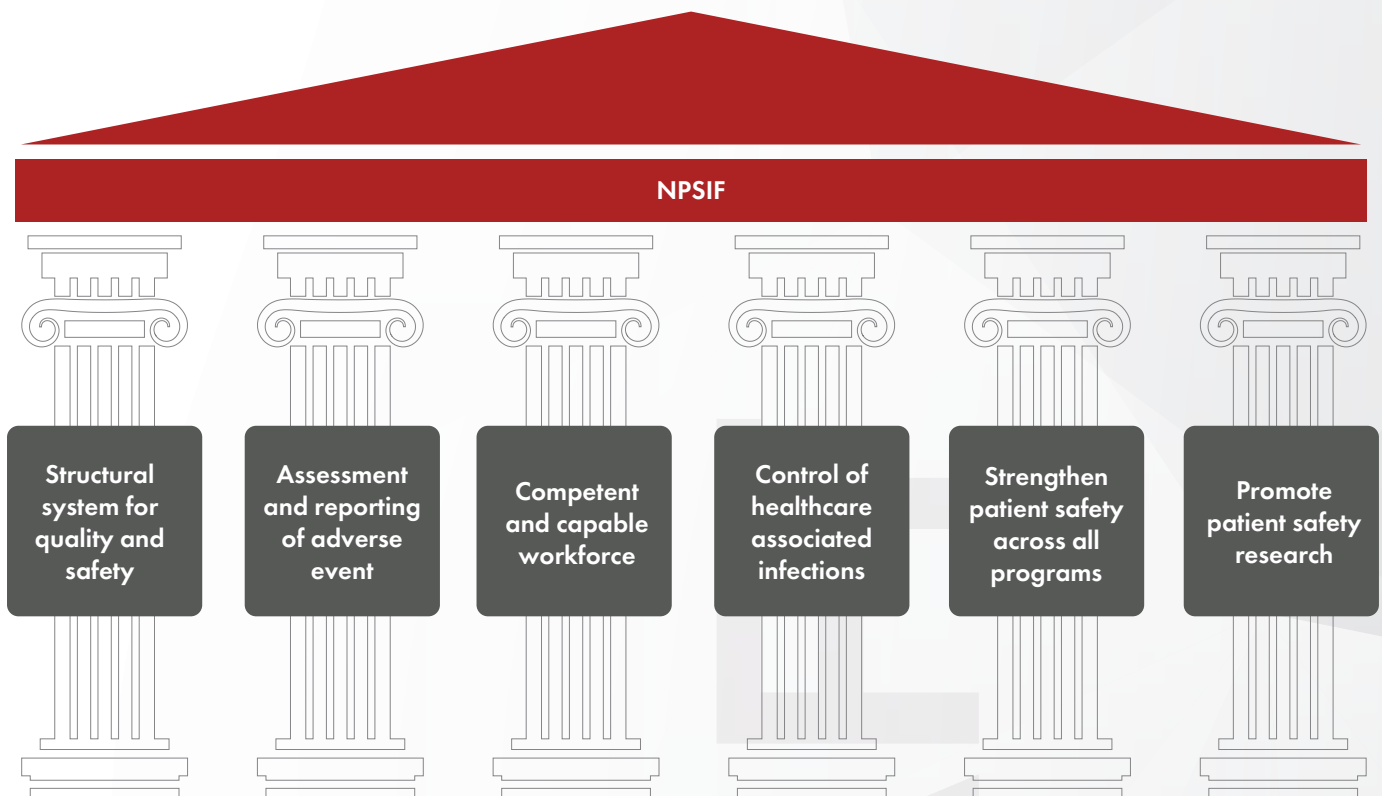 NPSIF
Structural
system for
quality and
safety
Assessment
and reporting
of adverse
event
Competent
and capable
workforce
Control of
healthcare
associated
infections
Strengthen
patient safety
across all
programs
Promote
patient safety
research